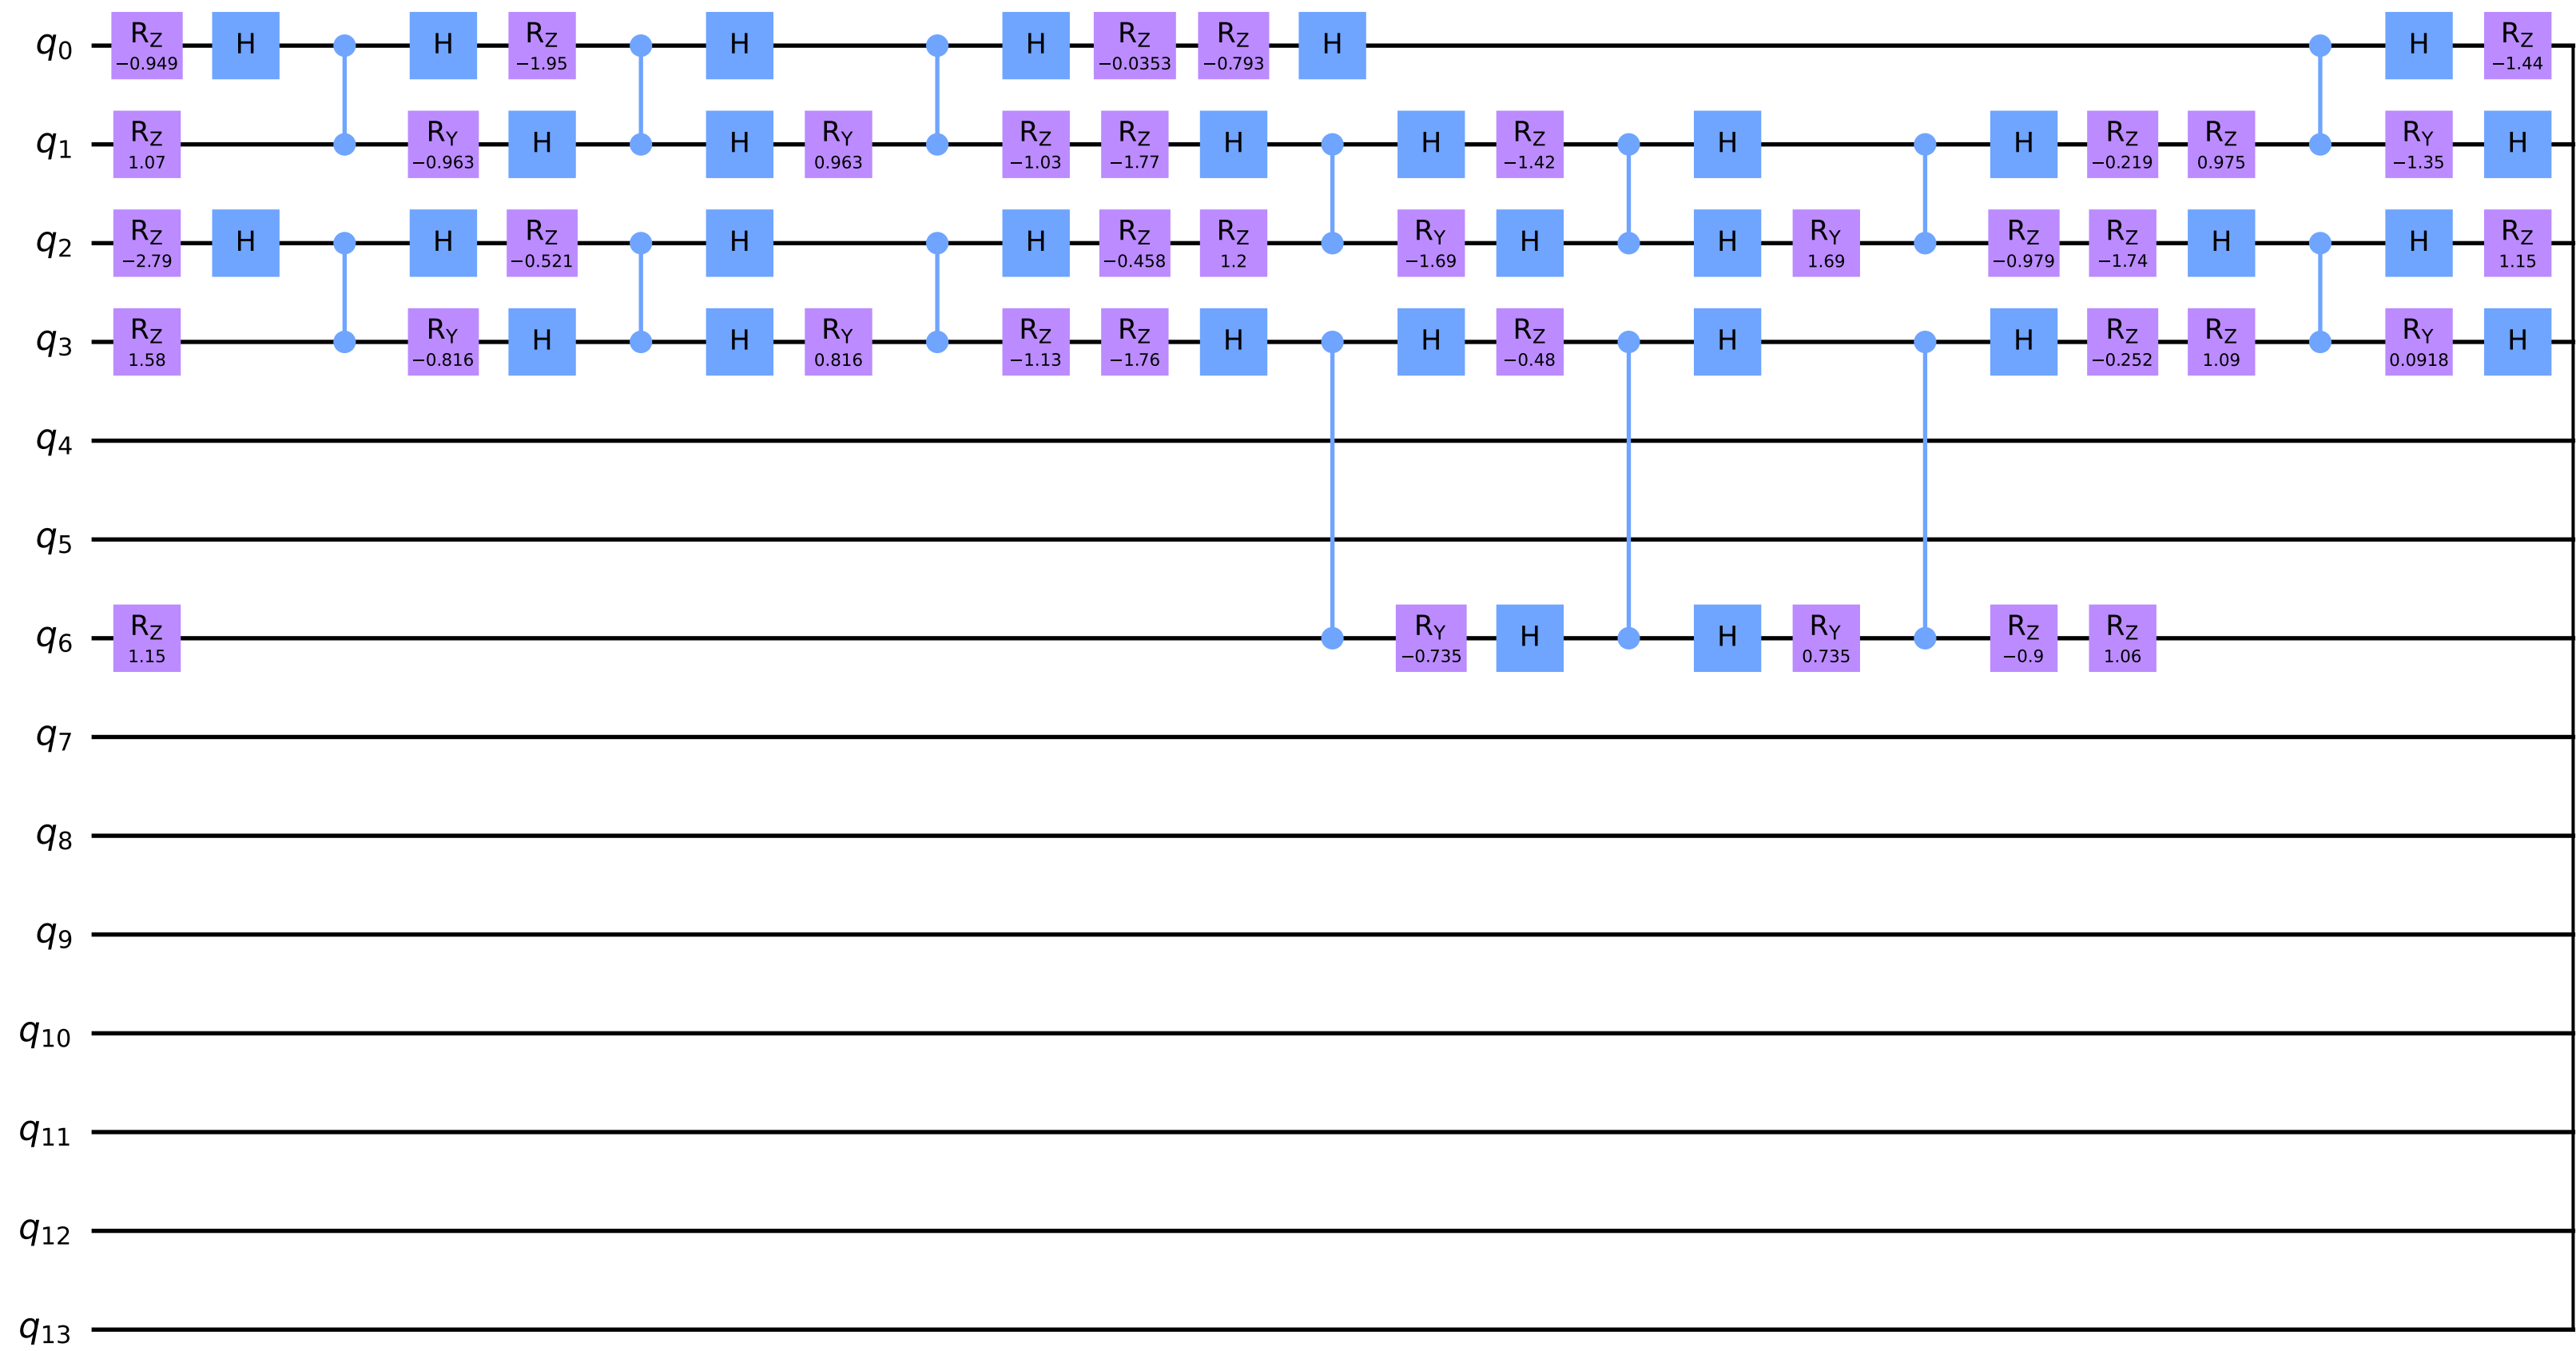 q0 RZ −0.949 H H RZ −1.95 H H RZ −0.0353 RZ −0.793 H H RZ −1.44
q1 RZ 1.07 RY −0.963 H H RY 0.963 RZ −1.03 RZ −1.77 H H RZ −1.42 H H RZ −0.219 RZ 0.975 RY −1.35 H
q2 RZ −2.79 H H RZ −0.521 H H RZ −0.458 RZ 1.2 RY −1.69 H H RY 1.69 RZ −0.979 RZ −1.74 H H RZ 1.15
q3 RZ 1.58 RY −0.816 H H RY 0.816 RZ −1.13 RZ −1.76 H H RZ −0.48 H H RZ −0.252 RZ 1.09 RY 0.0918 H
q4
q5
q6 RZ 1.15 RY −0.735 H H RY 0.735 RZ −0.9 RZ 1.06
q7
q8
q9
q10
q11
q12
q13